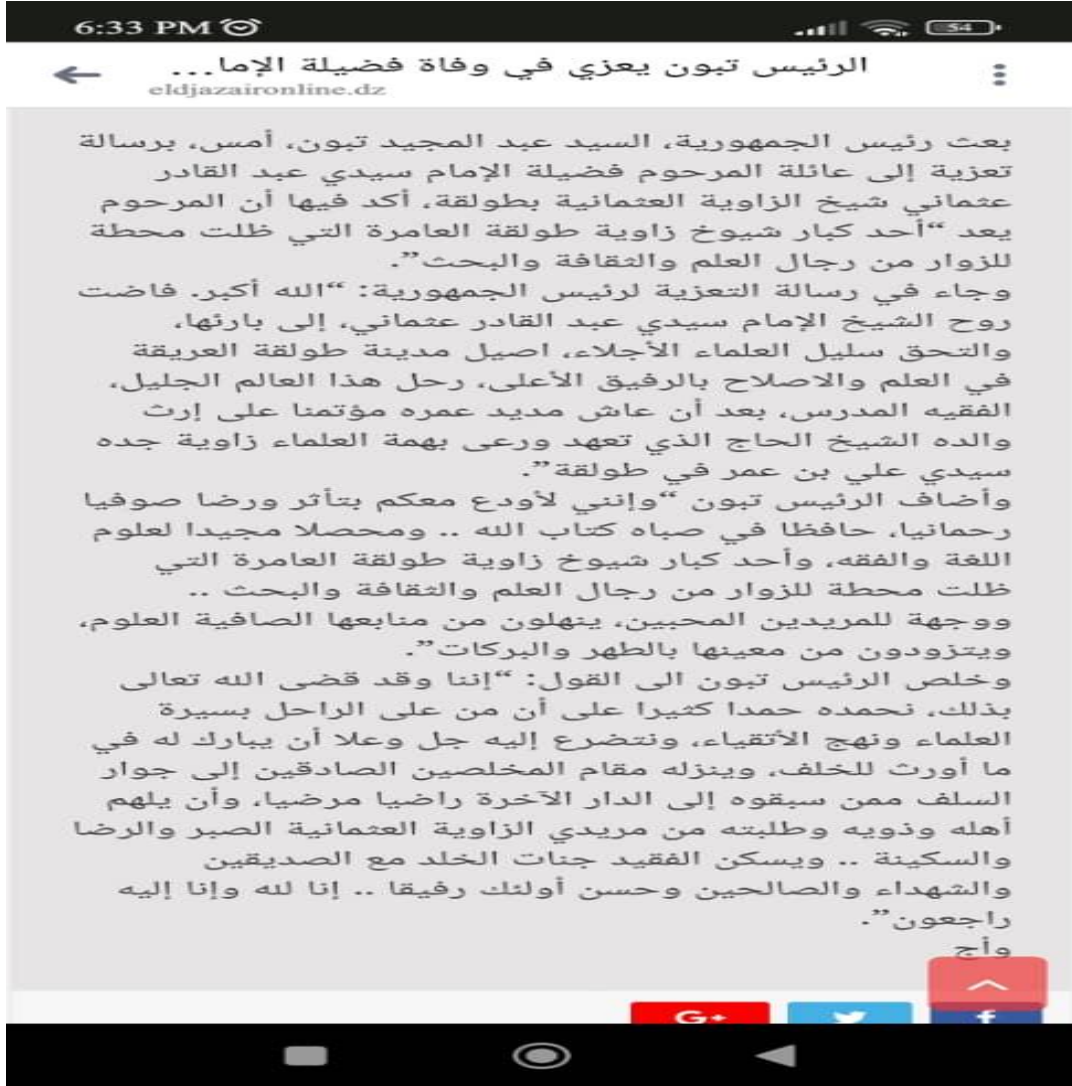 6:33 PM
54
الرئيس تبون يعزي في وفاة فضيلة الإما...
eldjazaironline.dz
بعث رئيس الجمهورية، السيد عبد المجيد تبون، أمس، برسالة
تعزية إلى عائلة المرحوم فضيلة الإمام سيدي عبد القادر
عثماني شيخ الزاوية العثمانية بطولقة، أكد فيها أن المرحوم
يعد “أحد كبار شيوخ زاوية طولقة العامرة التي ظلت محطة
للزوار من رجال العلم والثقافة والبحث”.
وجاء في رسالة التعزية لرئيس الجمهورية: “الله أكبر. فاضت
روح الشيخ الإمام سيدي عبد القادر عثماني، إلى بارئها،
والتحق سليل العلماء الأجلاء، اصيل مدينة طولقة العريقة
في العلم والاصلاح بالرفيق الأعلى، رحل هذا العالم الجليل،
الفقيه المدرس، بعد أن عاش مديد عمره مؤتمنا على إرث
والده الشيخ الحاج الذي تعهد ورعى بهمة العلماء زاوية جده
سيدي علي بن عمر في طولقة”.
وأضاف الرئيس تبون “وإنني لأودع معكم بتأثر ورضا صوفيا
رحمانيا، حافظا في صباه كتاب الله .. ومحصلا مجيدا لعلوم
اللغة والفقه، وأحد كبار شيوخ زاوية طولقة العامرة التي
ظلت محطة للزوار من رجال العلم والثقافة والبحث ..
ووجهة للمريدين المحبين، ينهلون من منابعها الصافية العلوم،
ويتزودون من معينها بالطهر والبركات”.
وخلص الرئيس تبون الى القول: “إننا وقد قضى الله تعالى
بذلك، نحمده حمدا كثيرا على أن من على الراحل بسيرة
العلماء ونهج الأتقياء، ونتضرع إليه جل وعلا أن يبارك له في
ما أورث للخلف، وينزله مقام المخلصين الصادقين إلى جوار
السلف ممن سبقوه إلى الدار الآخرة راضيا مرضيا، وأن يلهم
أهله وذويه وطلبته من مريدي الزاوية العثمانية الصبر والرضا
والسكينة .. ويسكن الفقيد جنات الخلد مع الصديقين
والشهداء والصالحين وحسن أولئك رفيقا .. إنا لله وإنا إليه
راجعون”.
وأج
G+
f